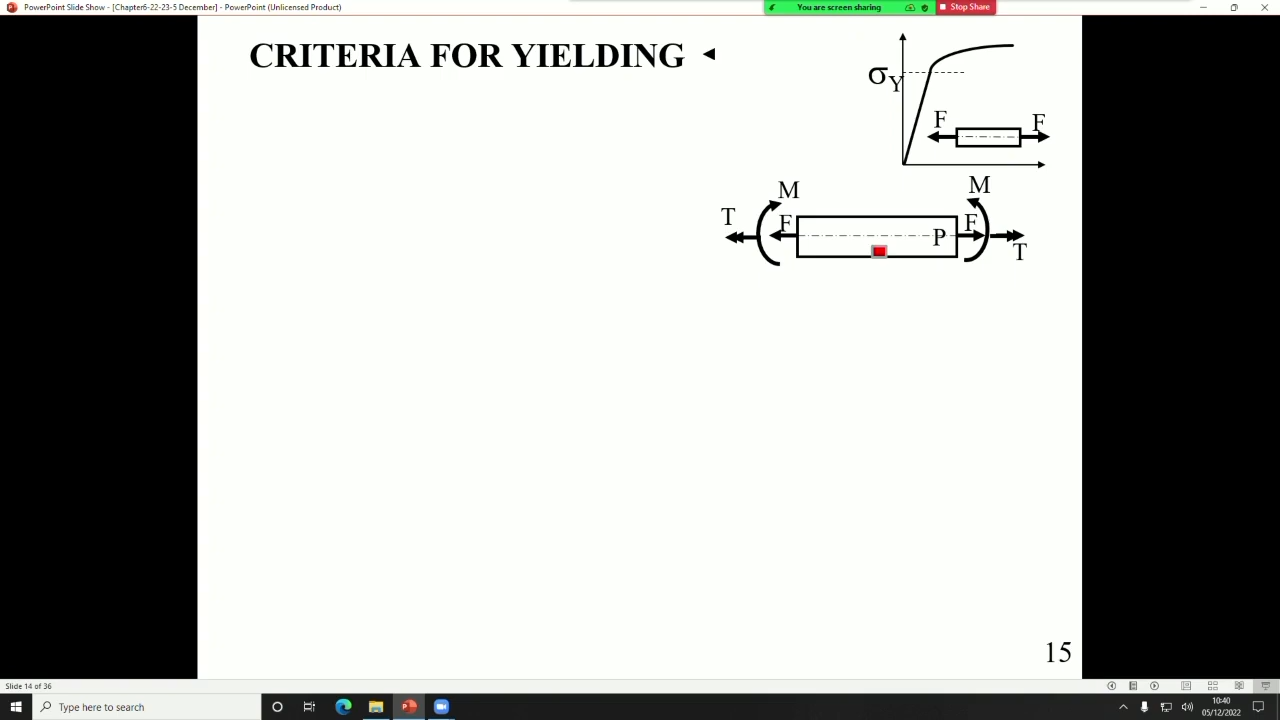 PowerPoint Slide Show - [Chapter6-22-23-5 December] - PowerPoint (Unlicensed Product)
You are screen sharing
Stop Share
CRITERIA FOR YIELDING
σY
F
F
M
M
T
F
F
P
T
15
Slide 14 of 36
Type here to search
10:40
05/12/2022